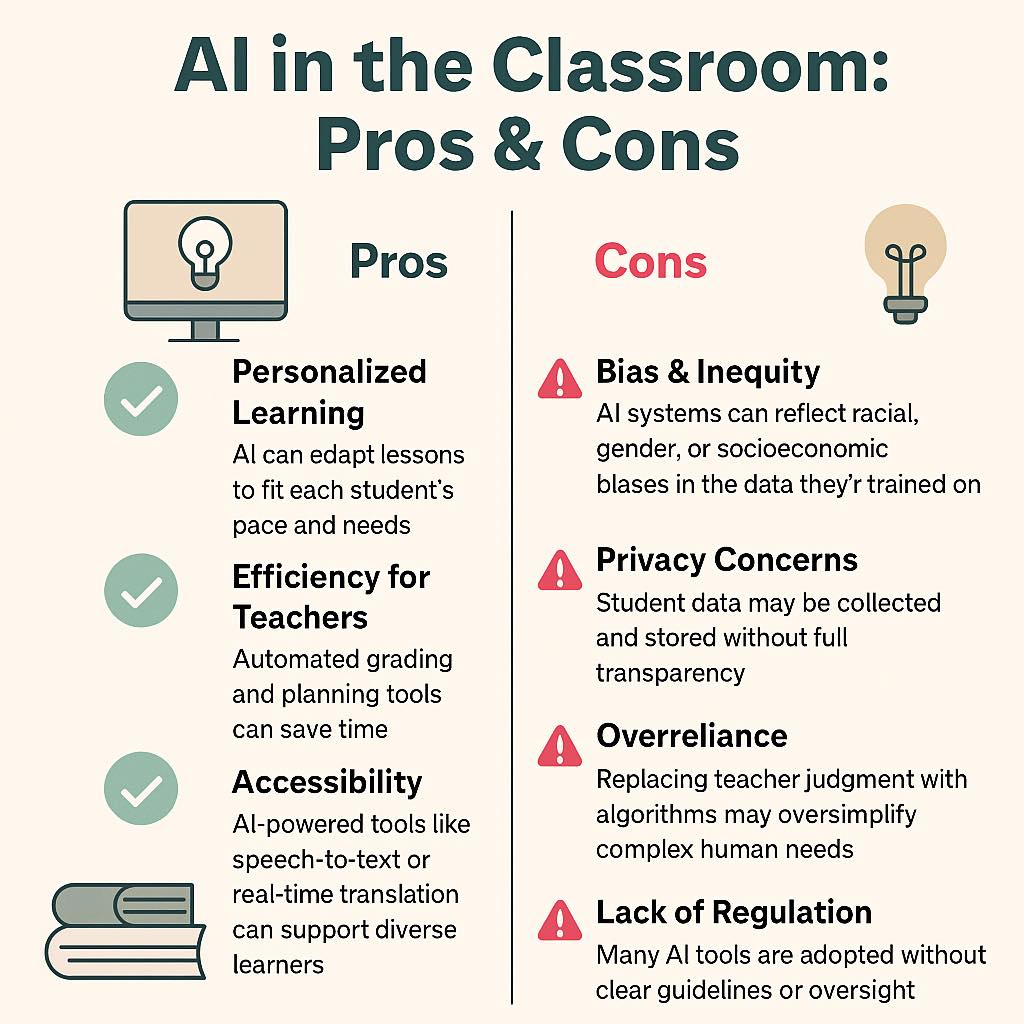 AI in the Classroom:
Pros & Cons
Pros
Personalized
Learning
AI can edapt lessons
to fit each student's
pace and needs
Efficiency for
Teachers
Automated grading
and planning tools
can save time
Accessibility
AI-powered tools like
speech-to-text or
real-time translation
can support diverse
learners
Cons
Bias & Inequity
AI systems can reflect racial,
gender, or socioeconomic
blases in the data they'r trained on
Privacy Concerns
Student data may be collected
and stored without full
transparency
Overreliance
Replacing teacher judgment with
algorithms may oversimplify
complex human needs
Lack of Regulation
Many AI tools are adopted without
clear guidelines or oversight